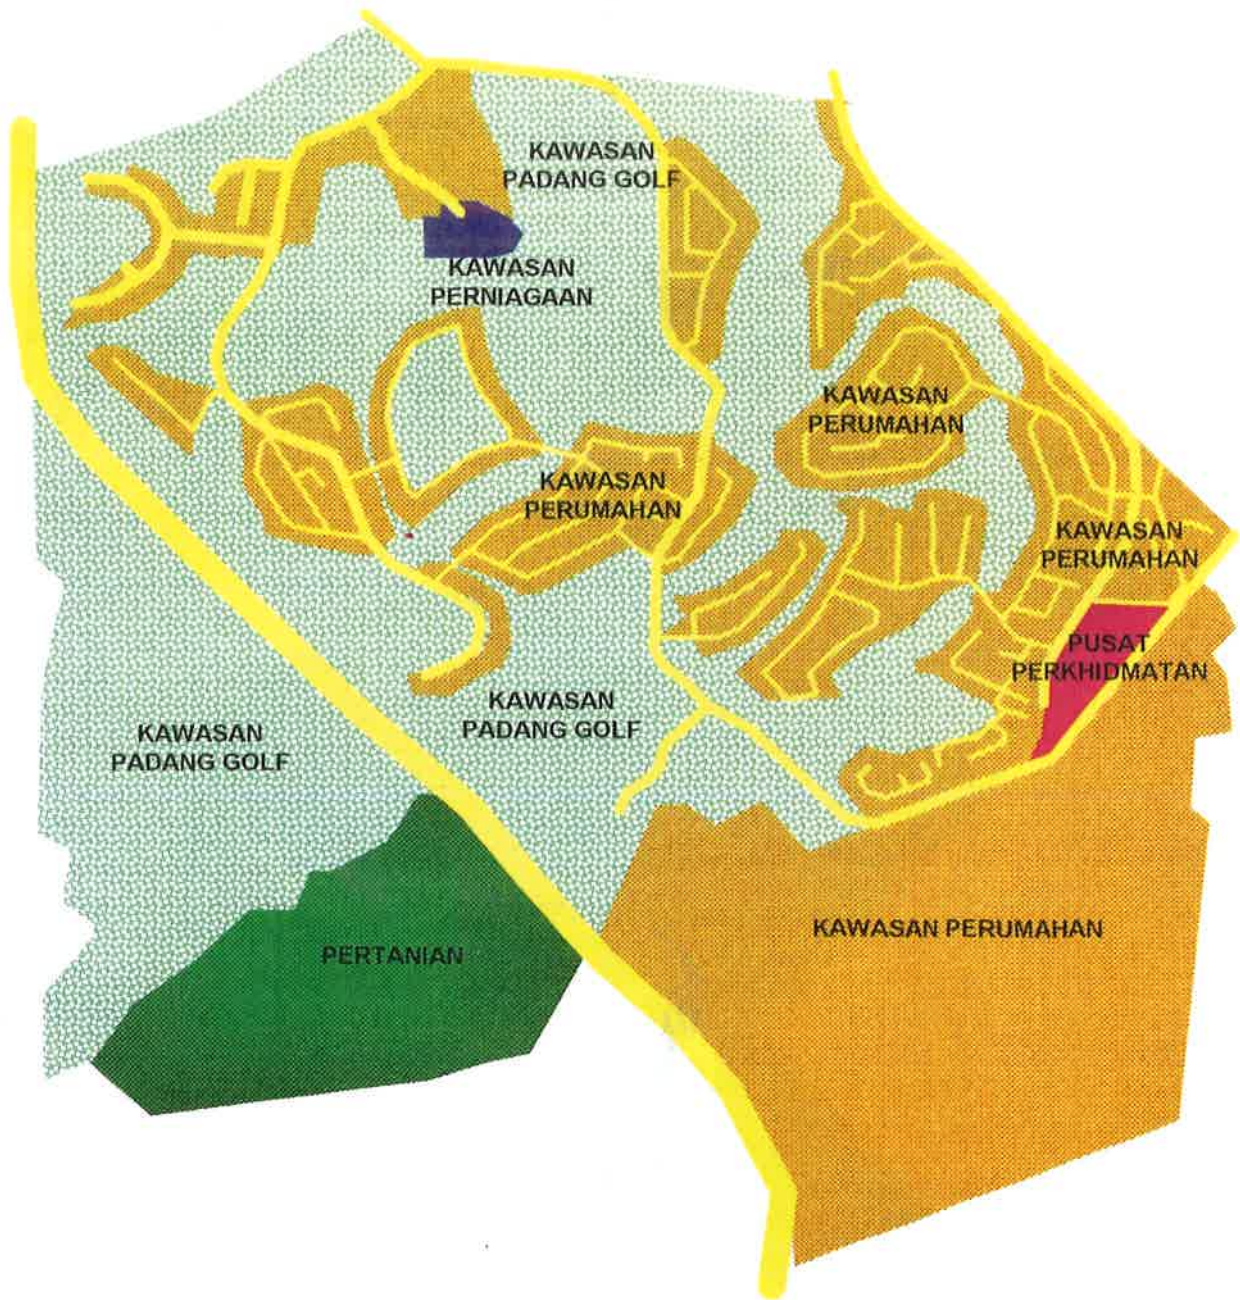 KAWASAN
PADANG GOLF
KAWASAN
PERNIAGAAN
KAWASAN
PERUMAHAN
KAWASAN
PERUMAHAN
KAWASAN
PERUMAHAN
PUSAT
PERKHIDMATAN
KAWASAN
PADANG GOLF
KAWASAN
PADANG GOLF
KAWASAN PERUMAHAN
PERTANIAN